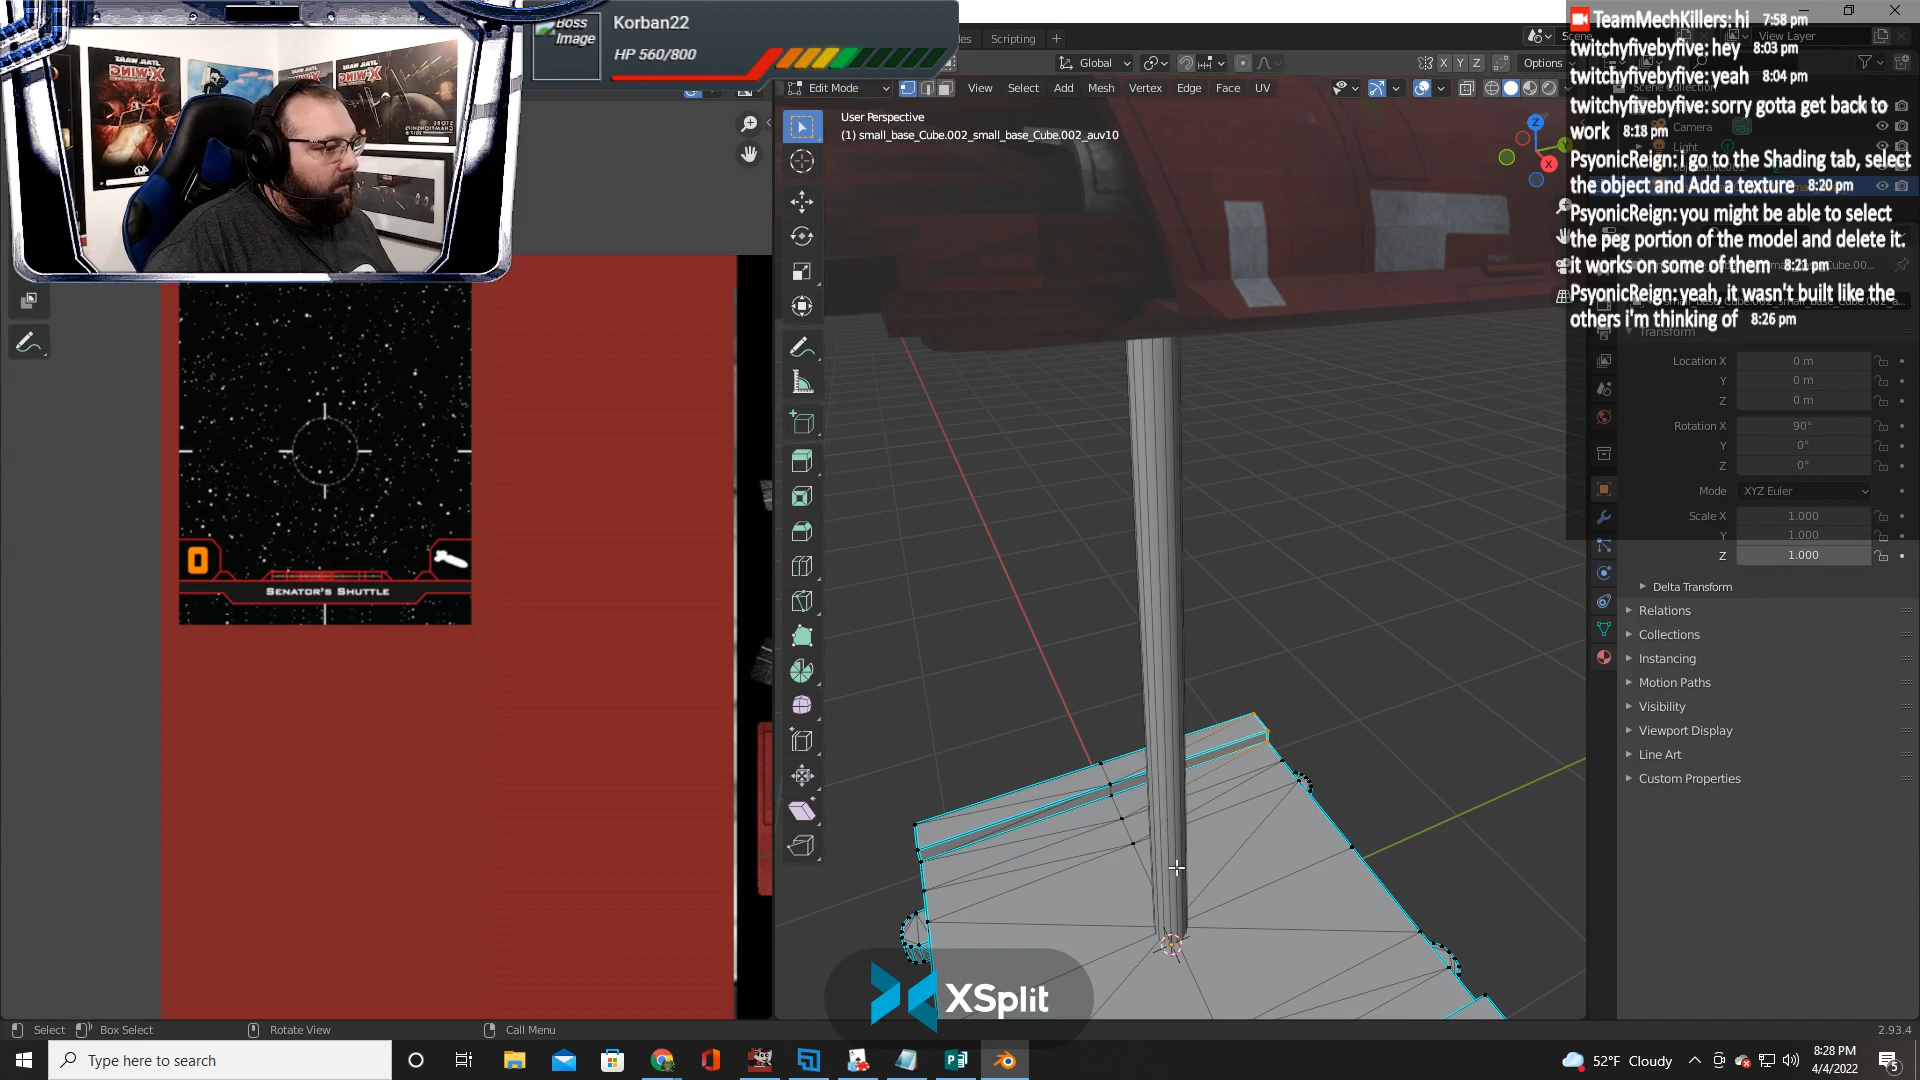 Boss
Image
Korban22
HP 560/800
Scripting
Scene
View Layer
Global
X Y Z
Options
Edit Mode
View
Select
Add
Mesh
Vertex
Edge
Face
UV
User Perspective
(1) small_base_Cube.002_small_base_Cube.002_auv10
Z
X
TeamMechKillers: hi 7:58 pm
twitchyfivebyfive: hey 8:03 pm
twitchyfivebyfive: yeah 8:04 pm
twitchyfivebyfive: sorry gotta get back to
work 8:18 pm
PsyonicReign: i go to the Shading tab, select
the object and Add a texture 8:20 pm
PsyonicReign: you might be able to select
the peg portion of the model and delete it.
it works on some of them 8:21 pm
PsyonicReign: yeah, it wasn't built like the
others i'm thinking of 8:26 pm
Camera
Light
Transform
Location X 0 m
Y 0 m
Z 0 m
Rotation X 90°
Y 0°
Z 0°
Mode XYZ Euler
Scale X 1.000
Y 1.000
Z 1.000
Delta Transform
Relations
Collections
Instancing
Motion Paths
Visibility
Viewport Display
Line Art
Custom Properties
Senator's Shuttle
XSplit
Select
Box Select
Rotate View
Call Menu
2.93.4
Type here to search
52°F Cloudy
8:28 PM
4/4/2022
5